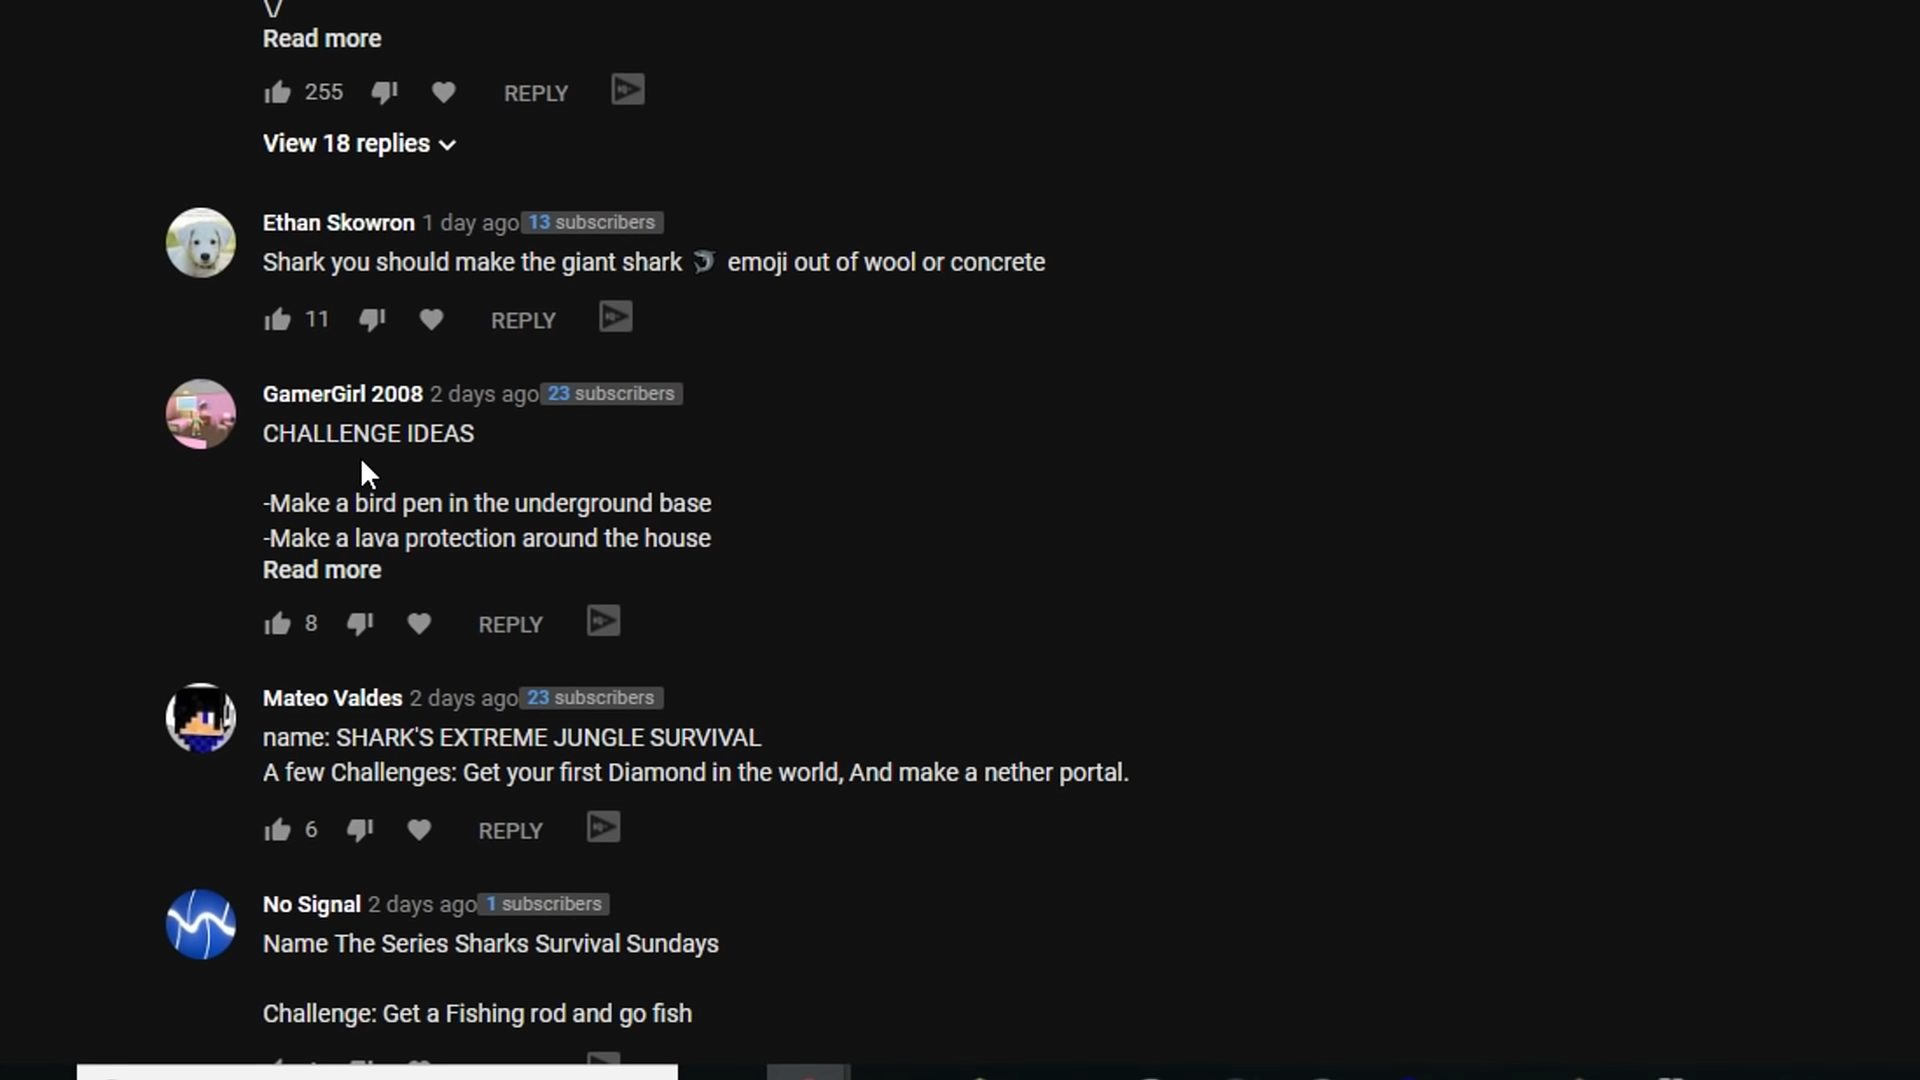 Read more
255 REPLY
View 18 replies
Ethan Skowron 1 day ago 13 subscribers
Shark you should make the giant shark 🦈 emoji out of wool or concrete
11 REPLY
GamerGirl 2008 2 days ago 23 subscribers
CHALLENGE IDEAS
-Make a bird pen in the underground base
-Make a lava protection around the house
Read more
8 REPLY
Mateo Valdes 2 days ago 23 subscribers
name: SHARK'S EXTREME JUNGLE SURVIVAL
A few Challenges: Get your first Diamond in the world, And make a nether portal.
6 REPLY
No Signal 2 days ago 1 subscribers
Name The Series Sharks Survival Sundays
Challenge: Get a Fishing rod and go fish